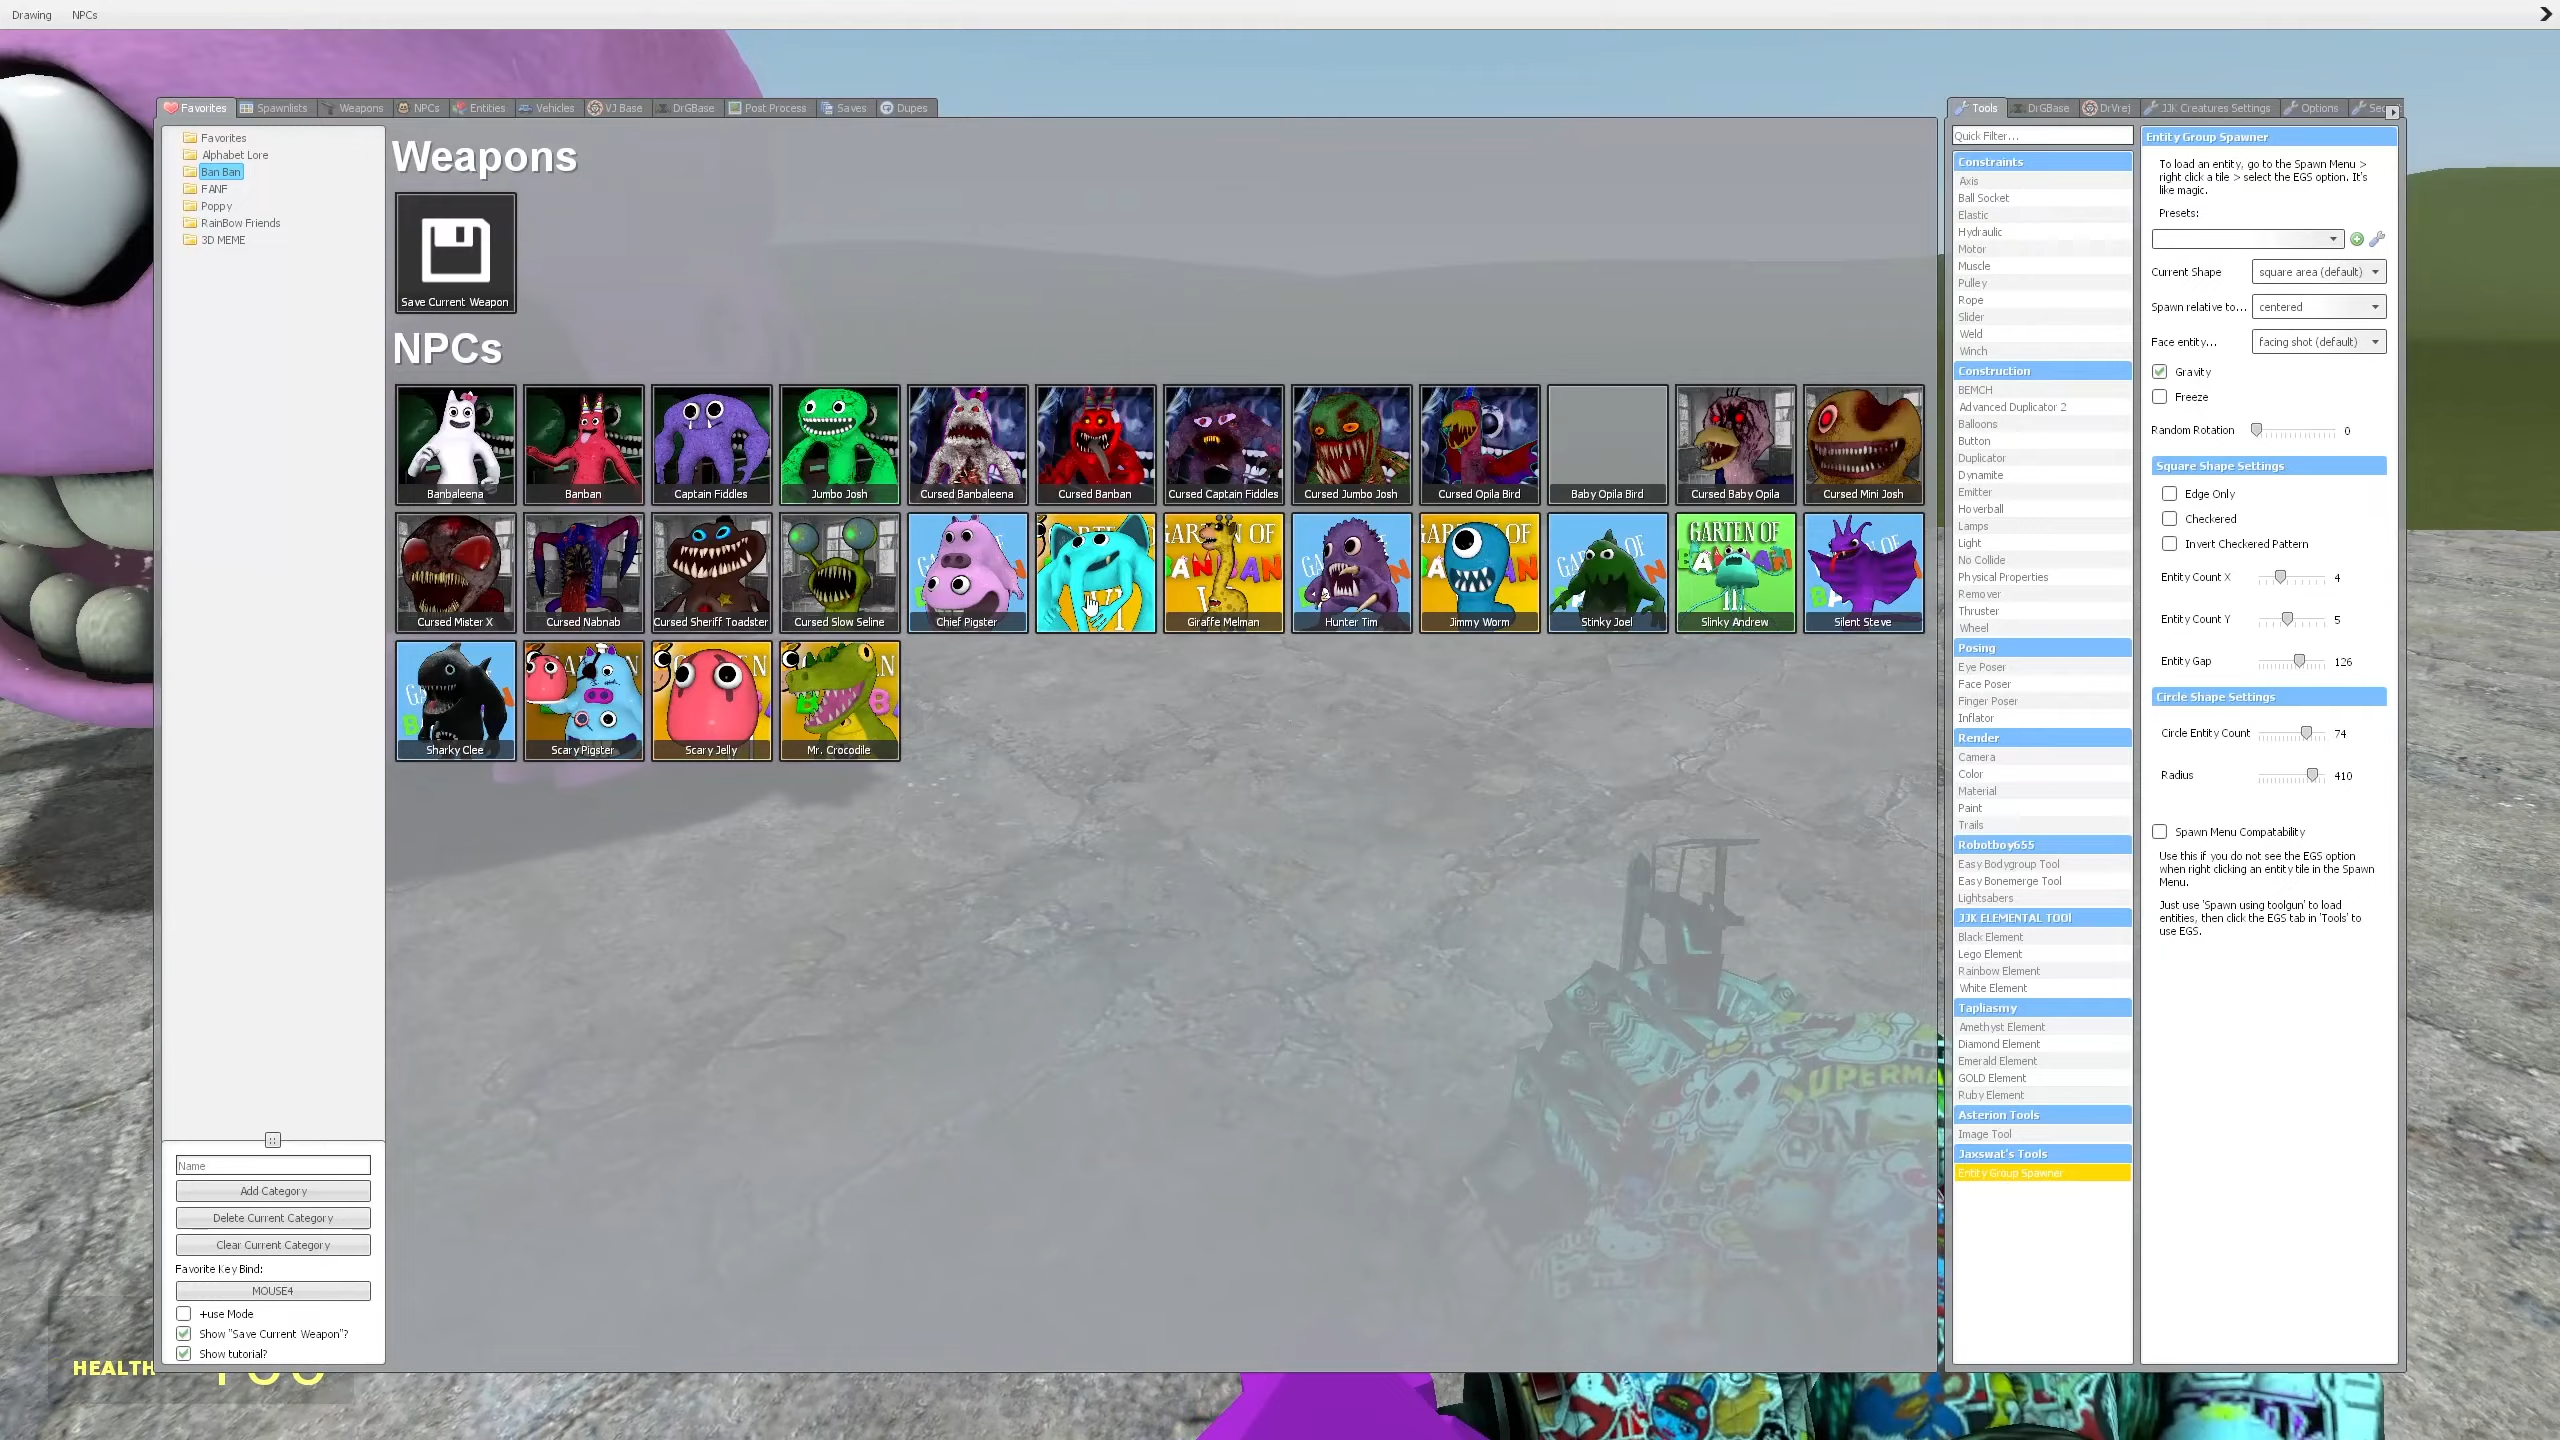 Drawing NPCs
Favorites Spawnlists Weapons NPCs Entities Vehicles VJ Base DrGBase Post Process Saves Dupes
Favorites
Alphabet Lore
Ban Ban
FANF
Poppy
RainBow Friends
3D MEME
Name
Add Category
Delete Current Category
Clear Current Category
Favorite Key Bind:
MOUSE4
+use Mode
Show "Save Current Weapon"?
Show tutorial?
HEALTH
Weapons
Save Current Weapon
NPCs
Banbaleena Banban Captain Fiddles Jumbo Josh Cursed Banbaleena Cursed Banban Cursed Captain Fiddles Cursed Jumbo Josh Cursed Opila Bird Baby Opila Bird Cursed Baby Opila Cursed Mini Josh
Cursed Mister X Cursed Nabnab Cursed Sheriff Toadster Cursed Slow Seline Chief Pigster Giraffe Melman Hunter Tim Jimmy Worm Stinky Joel Slinky Andrew Silent Steve
Sharky Clee Scary Pigster Scary Jelly Mr. Crocodile
Tools DrGBase DrVrej JJK Creatures Settings Options
Quick Filter...
Constraints
Axis
Ball Socket
Elastic
Hydraulic
Motor
Muscle
Pulley
Rope
Slider
Weld
Winch
Construction
BEMCH
Advanced Duplicator 2
Balloons
Button
Duplicator
Dynamite
Emitter
Hoverball
Lamps
Light
No Collide
Physical Properties
Remover
Thruster
Wheel
Posing
Eye Poser
Face Poser
Finger Poser
Inflator
Render
Camera
Color
Material
Paint
Trails
Robotboy655
Easy Bodygroup Tool
Easy Bonemerge Tool
Lightsabers
JJK ELEMENTAL TOOl
Black Element
Lego Element
Rainbow Element
White Element
Tapliasmy
Amethyst Element
Diamond Element
Emerald Element
GOLD Element
Ruby Element
Asterion Tools
Image Tool
Jaxswat's Tools
Entity Group Spawner
Entity Group Spawner
To load an entity, go to the Spawn Menu >
right click a tile > select the EGS option. It's
like magic.
Presets:
Current Shape square area (default)
Spawn relative to... centered
Face entity... facing shot (default)
Gravity
Freeze
Random Rotation 0
Square Shape Settings
Edge Only
Checkered
Invert Checkered Pattern
Entity Count X 4
Entity Count Y 5
Entity Gap 126
Circle Shape Settings
Circle Entity Count 74
Radius 410
Spawn Menu Compatability
Use this if you do not see the EGS option
when right clicking an entity tile in the Spawn
Menu.
Just use 'Spawn using toolgun' to load
entities, then click the EGS tab in 'Tools' to
use EGS.